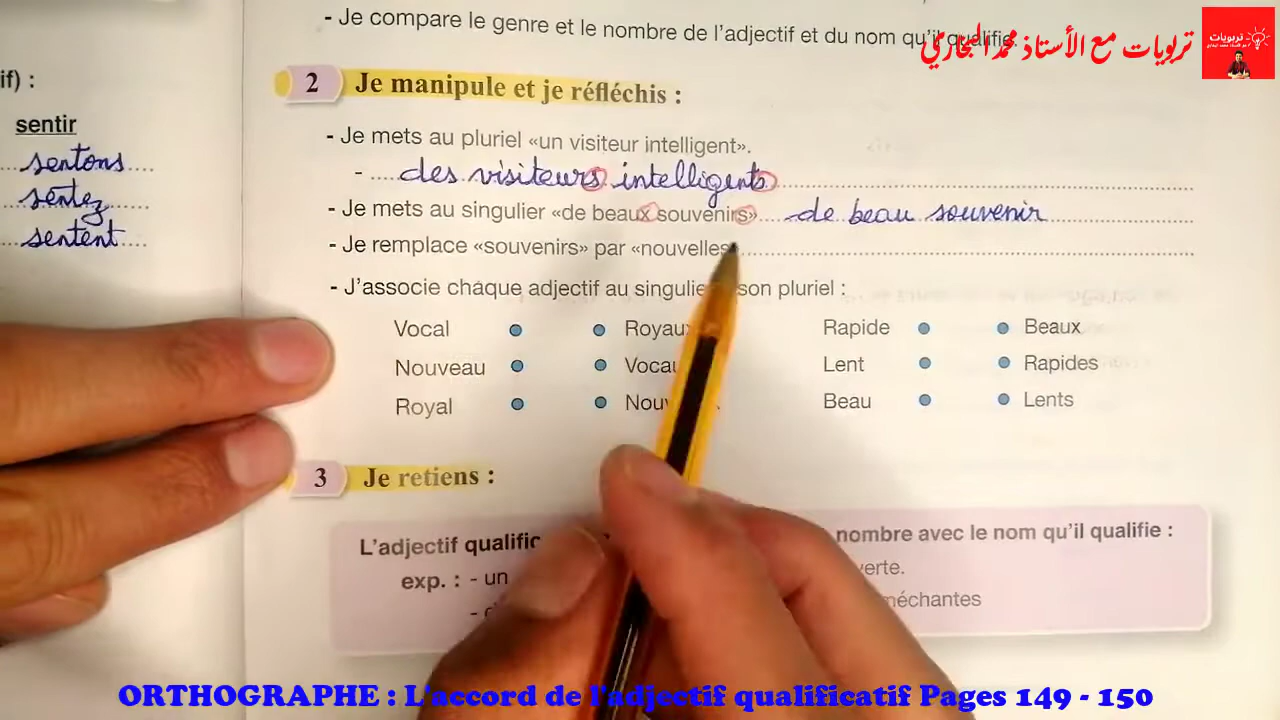 - Je compare le genre et le nombre de l'adjectif et du nom qu'il qualifie.
تربويات مع الأستاذ محمد البخاري
تربويات
if) :
sentir
sentons
sentez
sentent
2 Je manipule et je réfléchis :
- Je mets au pluriel «un visiteur intelligent».
- des visiteurs intelligents
- Je mets au singulier «de beaux souvenirs» de beau souvenir
- Je remplace «souvenirs» par «nouvelles»
- J'associe chaque adjectif au singulier son pluriel :
Vocal Royaux Rapide Beaux
Nouveau Lent Rapides
Royal Beau Lents
3 Je retiens :
L'adjectif nombre avec le nom qu'il qualifie :
exp. : - un verte.
- méchantes
ORTHOGRAPHE : L'accord de l'adjectif qualificatif Pages 149 - 150